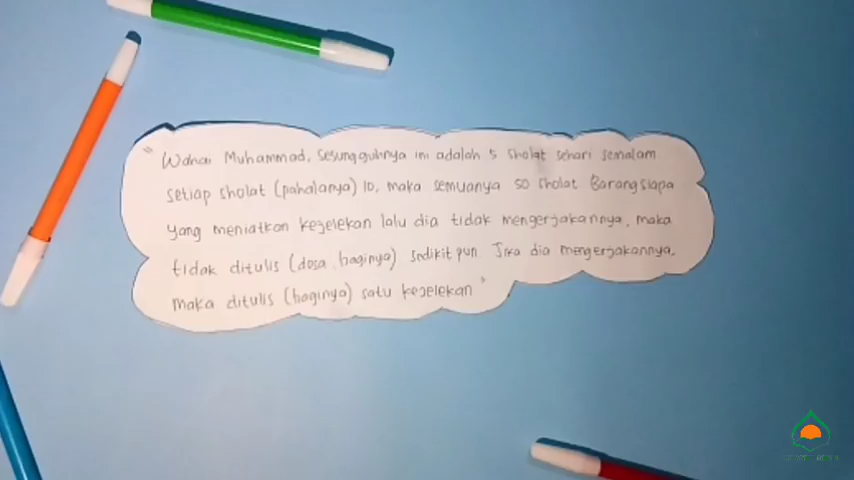 "Wahai Muhammad, sesungguhnya ini adalah 5 sholat sehari semalam
setiap sholat (pahalanya) 10, maka semuanya 50 sholat Barangsiapa
yang meniatkan kejelekan lalu dia tidak mengerjakannya, maka
tidak ditulis (dosa baginya) sedikitpun Jika dia mengerjakannya,
maka ditulis (baginya) satu kejelekan"